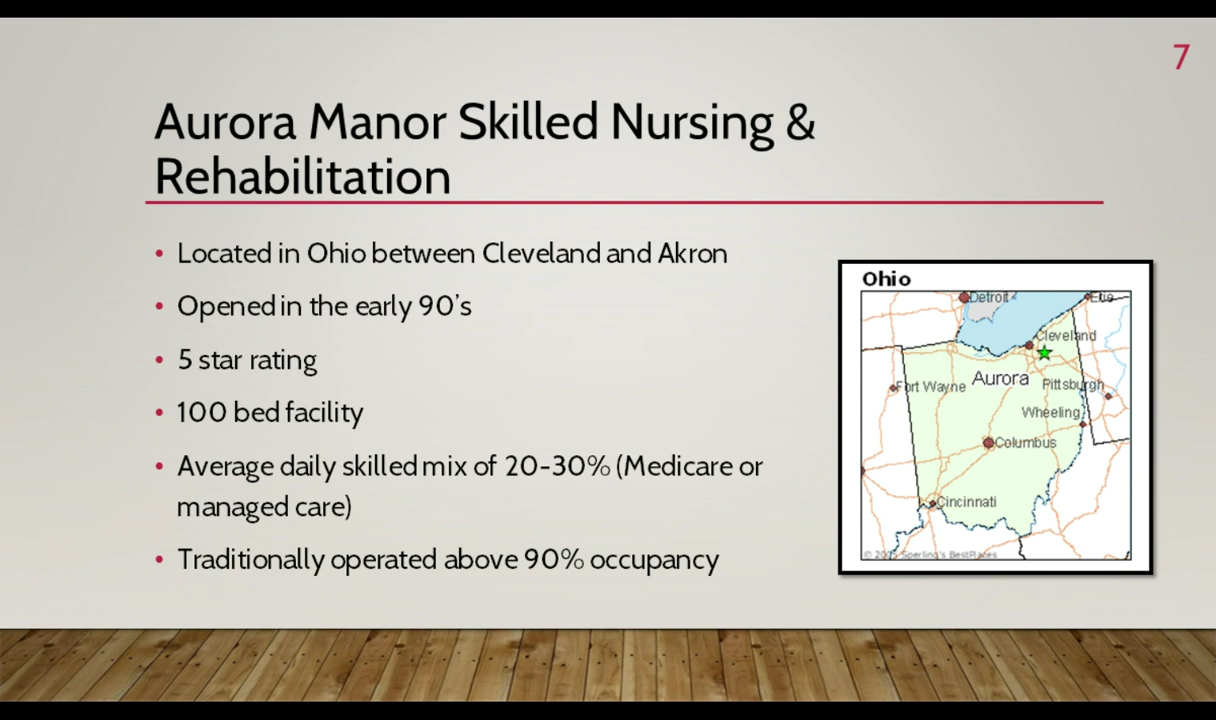 7
Aurora Manor Skilled Nursing &
Rehabilitation
• Located in Ohio between Cleveland and Akron
• Opened in the early 90's
• 5 star rating
• 100 bed facility
• Average daily skilled mix of 20-30% (Medicare or
managed care)
• Traditionally operated above 90% occupancy
Ohio
Detroit
Erie
Cleveland
Aurora
Fort Wayne
Pittsburgh
Wheeling
Columbus
Cincinnati
Sperling's BestPlaces